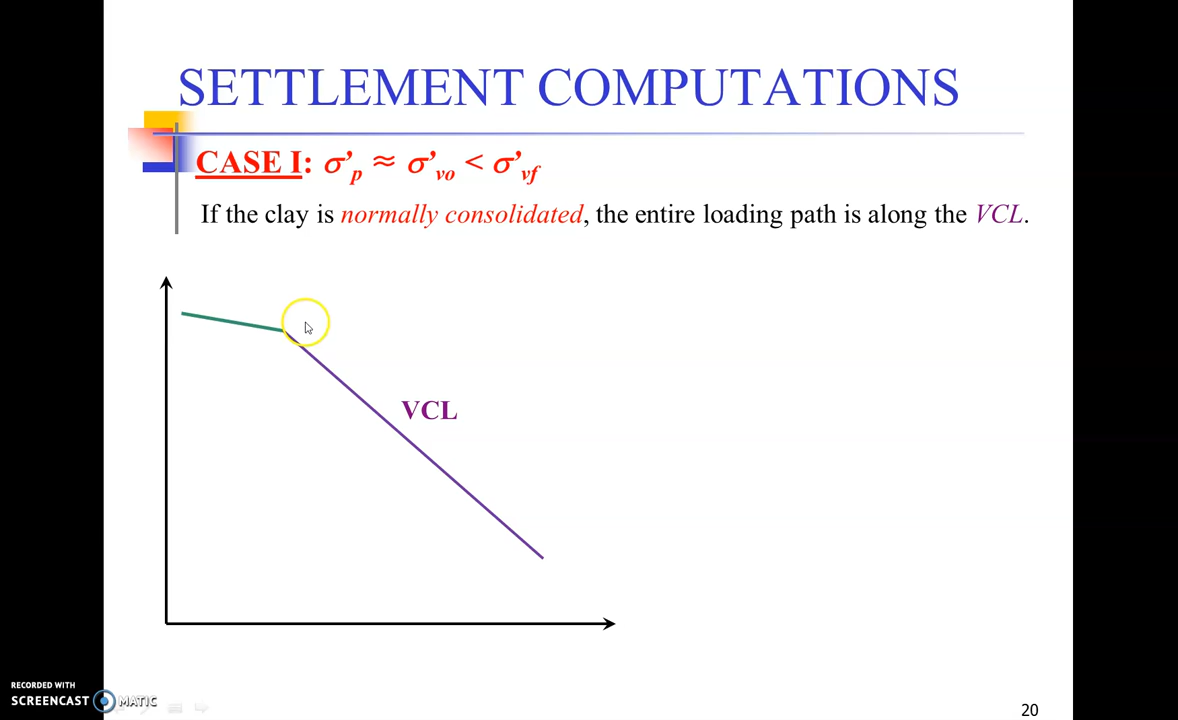 SETTLEMENT COMPUTATIONS
CASE I: σ’p ≈ σ’vo < σ’vf
If the clay is normally consolidated, the entire loading path is along the VCL.
VCL
RECORDED WITH
SCREENCAST MATIC
20